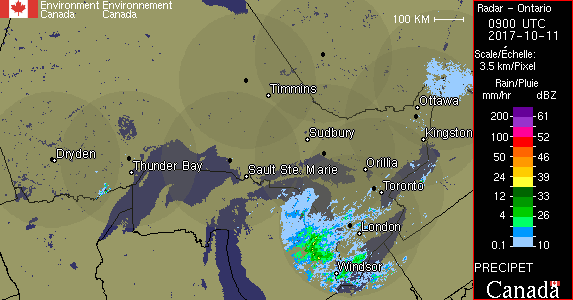 Environment Environnement
Canada Canada
100 KM
Timmins
Ottawa
Sudbury
Kingston
Dryden
Thunder Bay
Sault Ste. Marie
Orillia
Toronto
London
Windsor
Radar - Ontario
0900 UTC
2017-10-11
Scale/Échelle:
3.5 km/Pixel
Rain/Pluie
mm/hr dBZ
200 61
100 52
50 46
24 39
12 33
4 26
0.1 10
PRECIPET
Canada